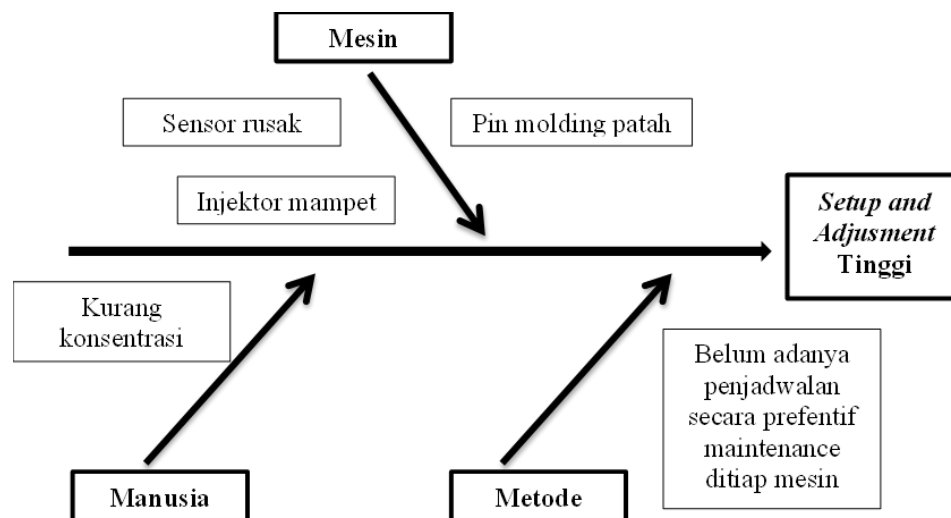 Mesin
Sensor rusak
Pin molding patah
Injektor mampet
Setup and
Adjusment
Tinggi
Kurang
konsentrasi
Belum adanya
penjadwalan
secara prefentif
maintenance
ditiap mesin
Manusia
Metode